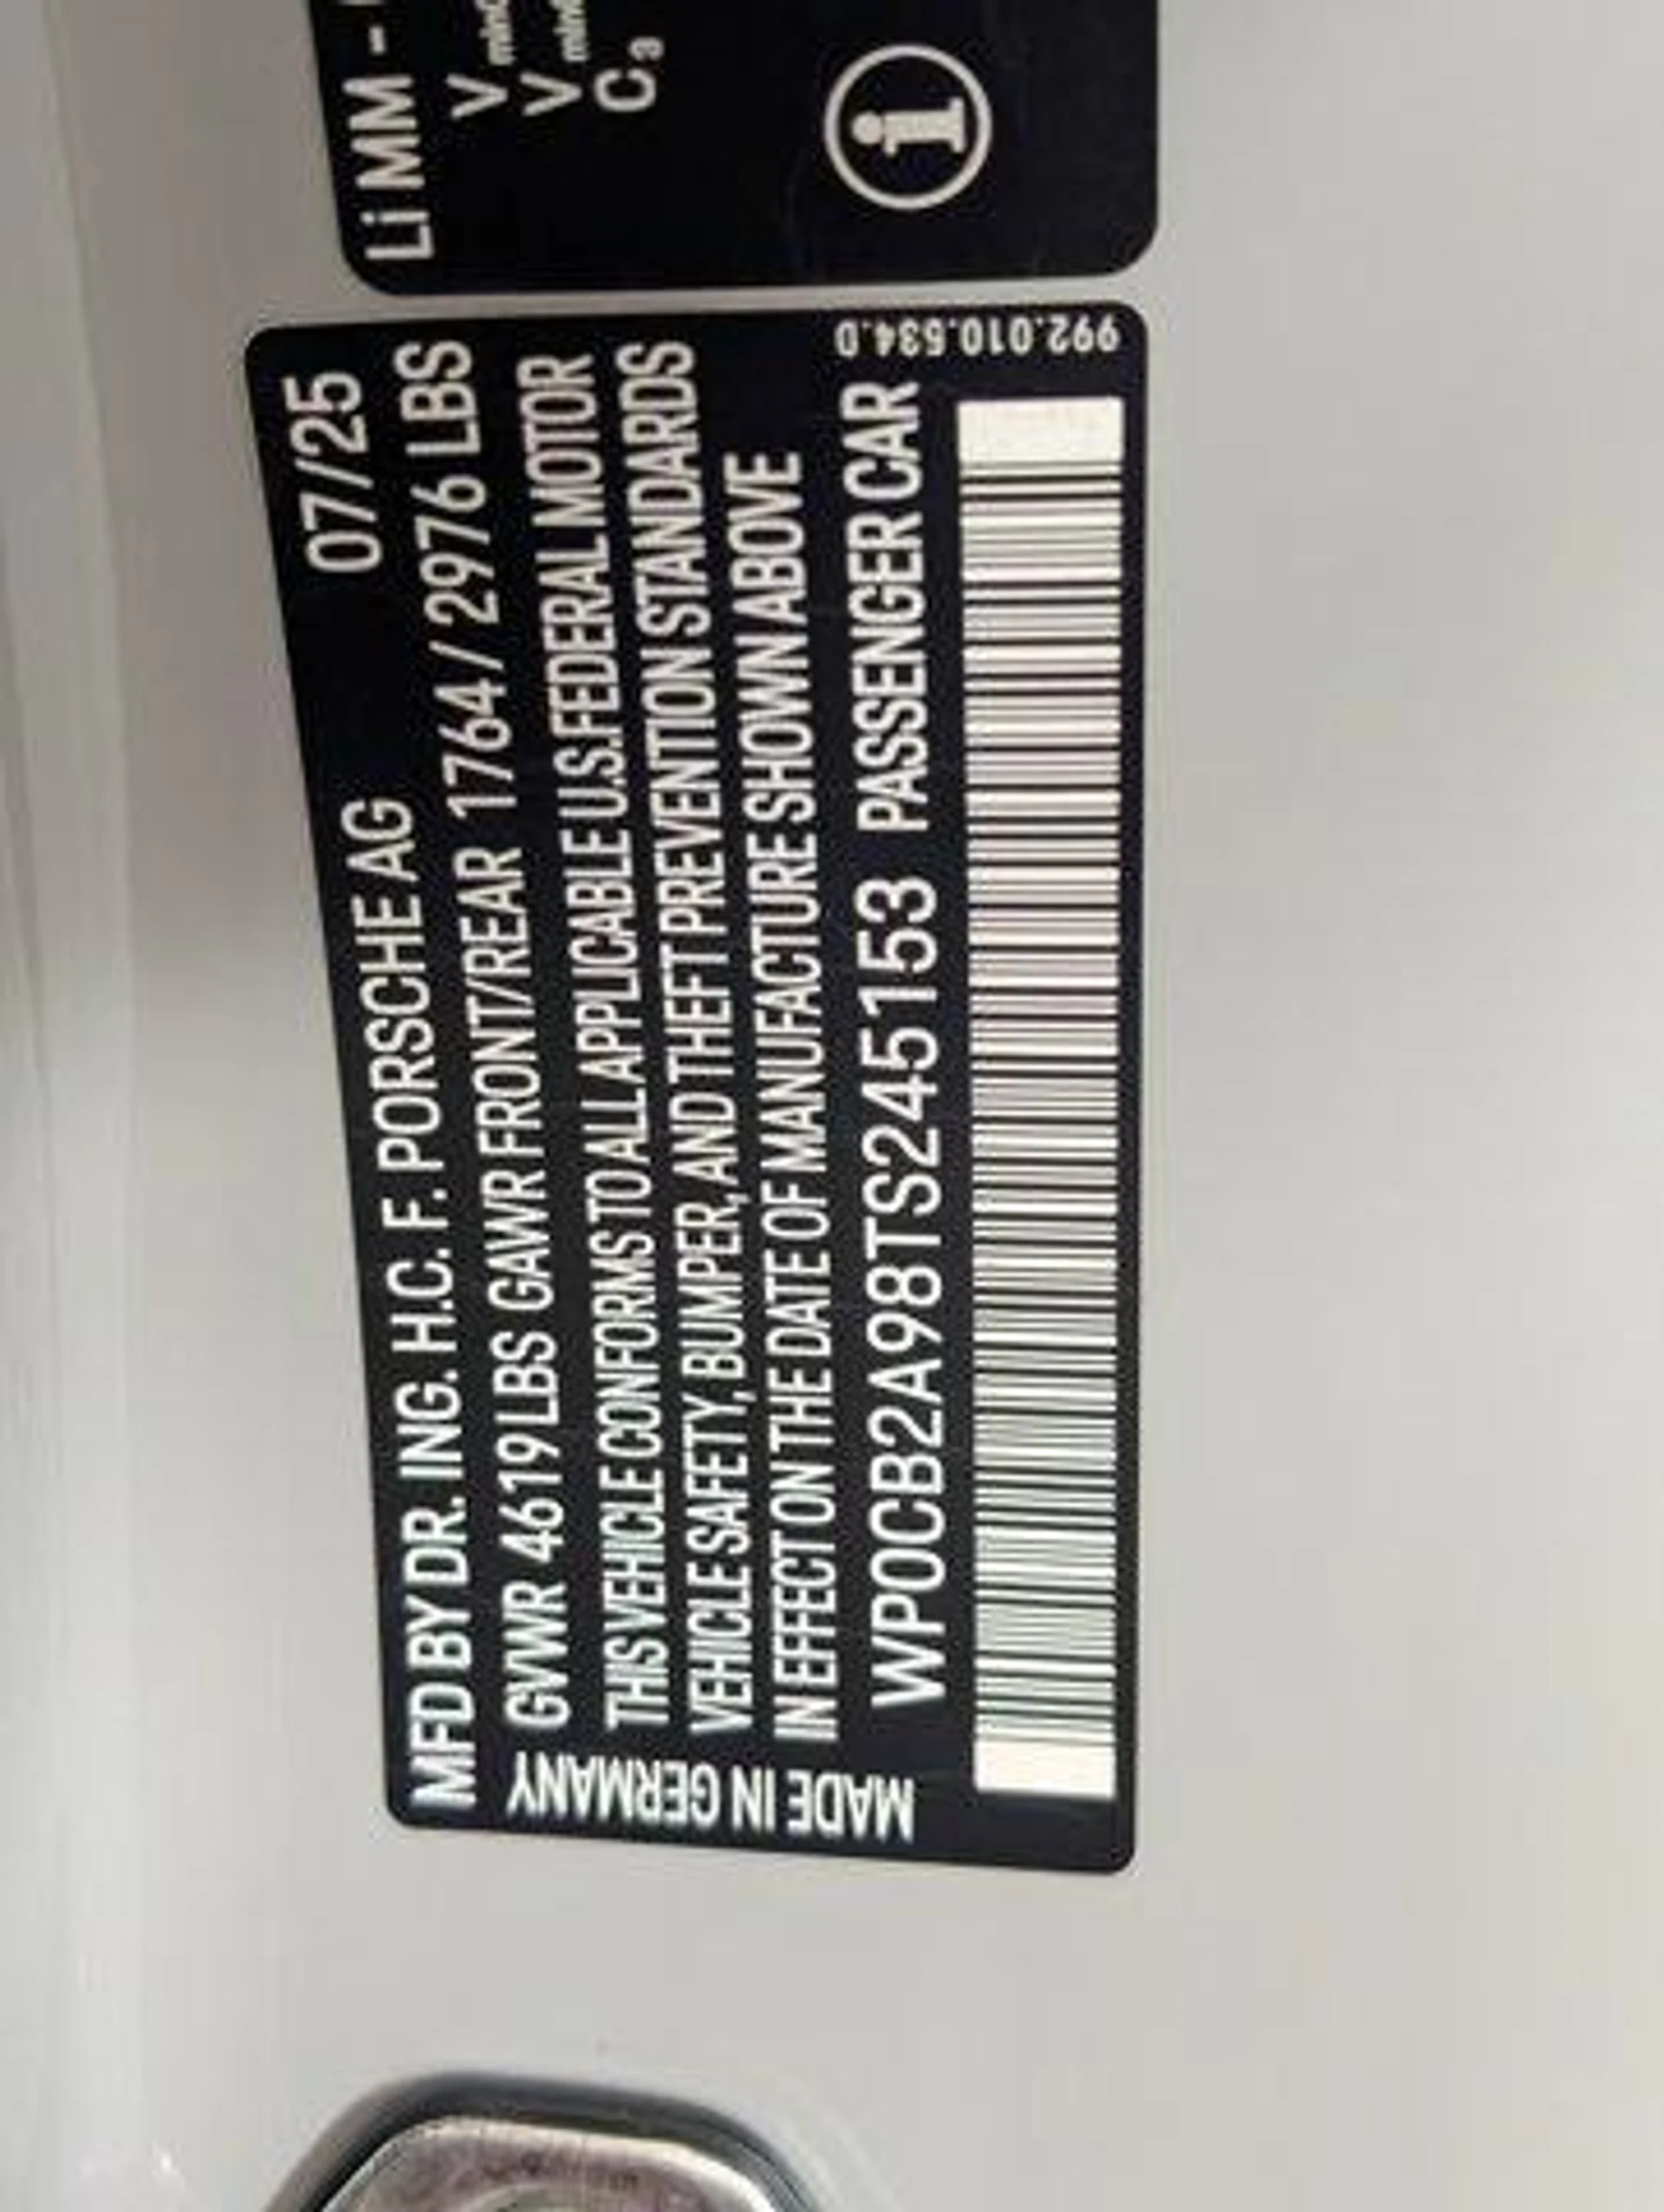 MFD BY DR. ING. H.C. F. PORSCHE AG 07/25
GVWR 4619 LBS GAWR FRONT/REAR 1764 / 2976 LBS
THIS VEHICLE CONFORMS TO ALL APPLICABLE U.S. FEDERAL MOTOR
VEHICLE SAFETY, BUMPER, AND THEFT PREVENTION STANDARDS
IN EFFECT ON THE DATE OF MANUFACTURE SHOWN ABOVE
WP0CB2A98TS245153 PASSENGER CAR
MADE IN GERMANY
992.010.534.D
Li MM -
V
V
C3
i